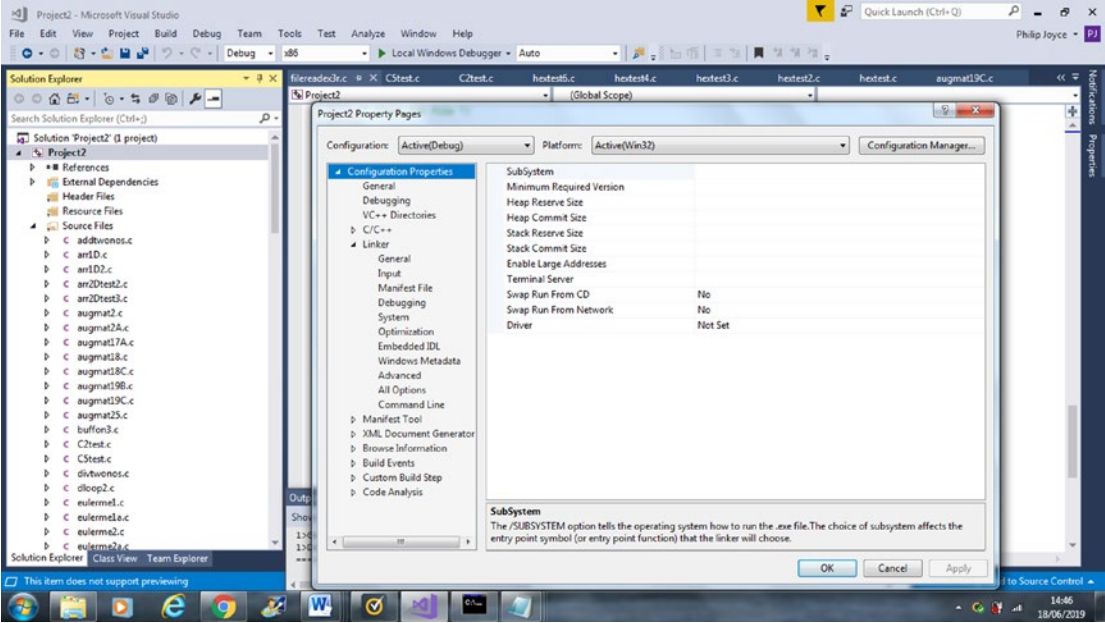 Project2 - Microsoft Visual Studio
Quick Launch (Ctrl+Q)
File Edit View Project Build Debug Team Tools Test Analyze Window Help
Philip Joyce
PJ
Debug x86 Local Windows Debugger Auto
Solution Explorer
Search Solution Explorer (Ctrl+;)
Solution 'Project2' (1 project)
Project2
References
External Dependencies
Header Files
Resource Files
Source Files
addtwonos.c
arr1D.c
arr1D2.c
arr2Dtest2.c
arr2Dtest3.c
augmat2.c
augmat2A.c
augmat17A.c
augmat18.c
augmat18C.c
augmat19B.c
augmat19C.c
augmat25.c
buffon3.c
C2test.c
C5test.c
divtwonos.c
dloop2.c
eulerme1.c
eulerme1a.c
eulerme2.c
eulerme2a.c
Solution Explorer Class View Team Explorer
C5test.c C2test.c hextest6.c hextest4.c hextest3.c hextest2.c hextest.c augmat19C.c
Project2 (Global Scope)
Notifications
Properties
Project2 Property Pages
Configuration: Active(Debug) Platform: Active(Win32) Configuration Manager...
Configuration Properties
General
Debugging
VC++ Directories
C/C++
Linker
General
Input
Manifest File
Debugging
System
Optimization
Embedded IDL
Windows Metadata
Advanced
All Options
Command Line
Manifest Tool
XML Document Generator
Browse Information
Build Events
Custom Build Step
Code Analysis
SubSystem
Minimum Required Version
Heap Reserve Size
Heap Commit Size
Stack Reserve Size
Stack Commit Size
Enable Large Addresses
Terminal Server
Swap Run From CD No
Swap Run From Network No
Driver Not Set
SubSystem
The /SUBSYSTEM option tells the operating system how to run the .exe file.The choice of subsystem affects the
entry point symbol (or entry point function) that the linker will choose.
OK Cancel Apply
Outp
Show
This item does not support previewing
to Source Control
14:46
18/06/2019